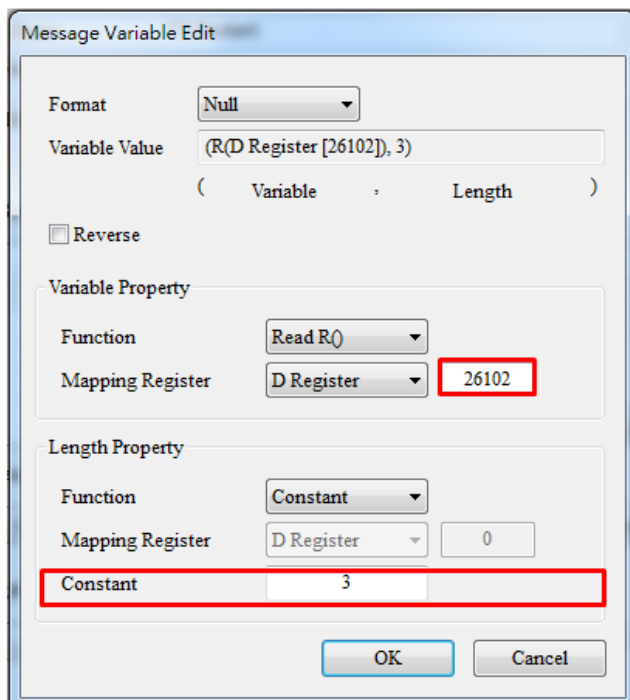 Message Variable Edit
Format Null
Variable Value (R(D Register [26102]), 3)
( Variable , Length )
Reverse
Variable Property
Function Read R()
Mapping Register D Register 26102
Length Property
Function Constant
Mapping Register D Register 0
Constant 3
OK Cancel